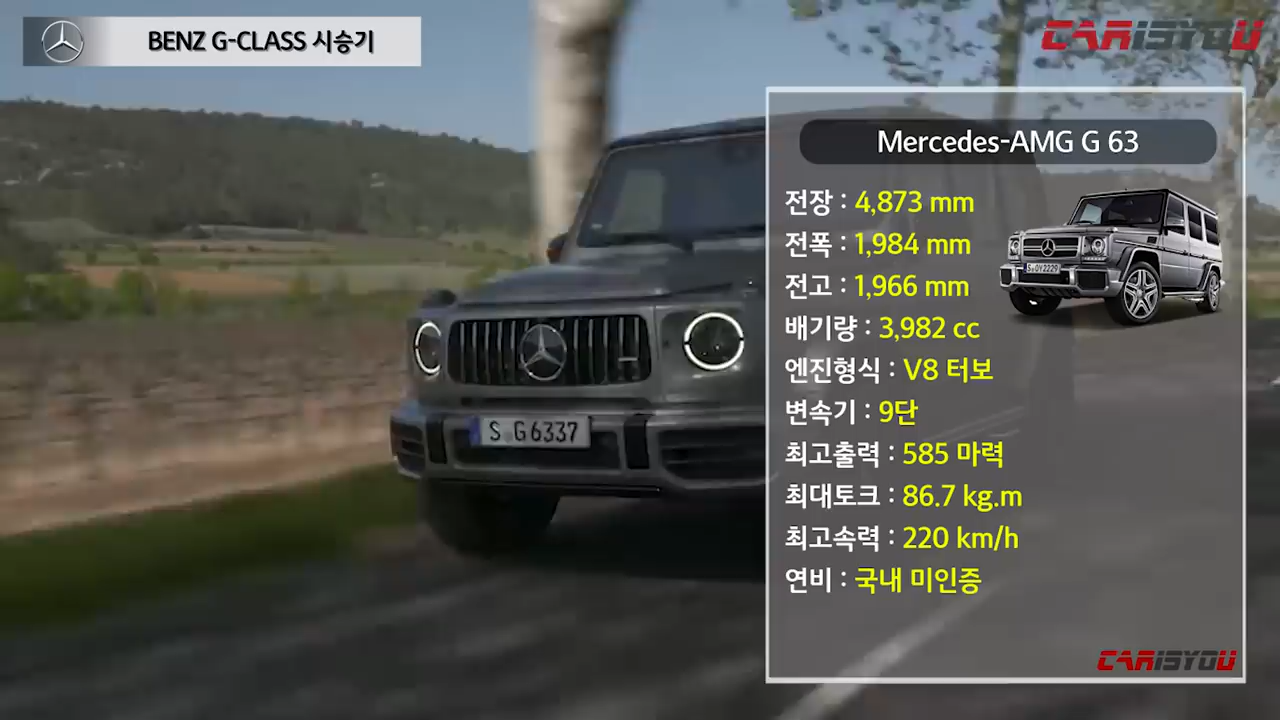 BENZ G-CLASS 시승기
CARISYOU
Mercedes-AMG G 63
전장 : 4,873 mm
전폭 : 1,984 mm
전고 : 1,966 mm
배기량 : 3,982 cc
엔진형식 : V8 터보
변속기 : 9단
최고출력 : 585 마력
최대토크 : 86.7 kg.m
최고속력 : 220 km/h
연비 : 국내 미인증
S G 6337
S OY 2229
CARISYOU